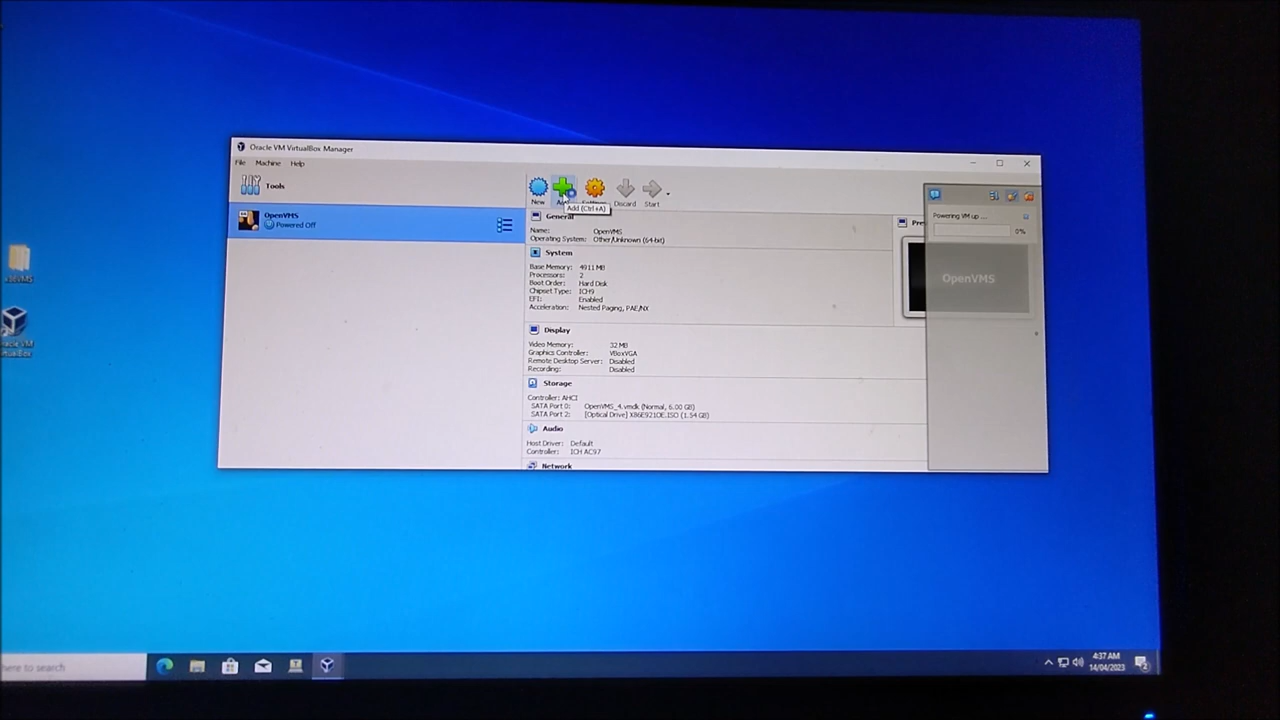 Oracle VM VirtualBox Manager
File Machine Help
Tools
New Settings Discard Start
Add (Ctrl+A)
OpenVMS
Powered Off
General
Name: OpenVMS
Operating System: Other/Unknown (64-bit)
System
Base Memory: 4911 MB
Processors: 2
Boot Order: Hard Disk
Chipset Type: ICH9
EFI: Enabled
Acceleration: Nested Paging, PAE/NX
Display
Video Memory: 32 MB
Graphics Controller: VBoxVGA
Remote Desktop Server: Disabled
Recording: Disabled
Storage
Controller: AHCI
SATA Port 0: OpenVMS_4.vmdk (Normal, 6.00 GB)
SATA Port 2: [Optical Drive] X86E921OE.ISO (1.54 GB)
Audio
Host Driver: Default
Controller: ICH AC97
Network
Powering VM up ...
0%
OpenVMS
x86VMS
here to search
4:37 AM
14/04/2023